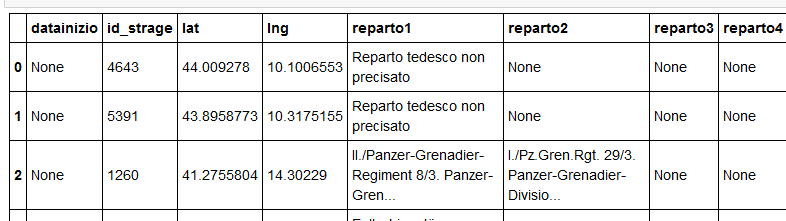 datainizio id_strage lat lng reparto1 reparto2 reparto3 reparto4
0 None 4643 44.009278 10.1006553 Reparto tedesco non precisato None None None
1 None 5391 43.8958773 10.3175155 Reparto tedesco non precisato None None None
2 None 1260 41.2755804 14.30229 II./Panzer-Grenadier-Regiment 8/3. Panzer-Gren... I./Pz.Gren.Rgt. 29/3. Panzer-Grenadier-Divisio... None None